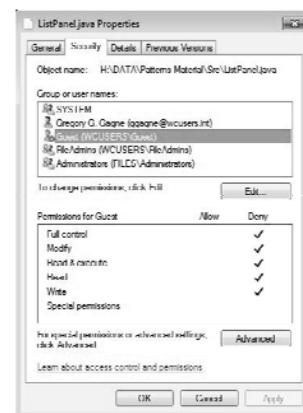 ListPanel.java Properties
General Security Details Previous Versions
Object name: H:\DATA\Patterns Material\Src\ListPanel.java
Group or user names:
SYSTEM
Gregory G. Gagne (ggagne@wcusers.int)
Guest (WCUSERS\Guest)
FileAdmins (WCUSERS\FileAdmins)
Administrators (FILES\Administrators)
To change permissions, click Edit. Edit...
Permissions for Guest Allow Deny
Full control ✓
Modify ✓
Read & execute ✓
Read ✓
Write ✓
Special permissions
For special permissions or advanced settings, Advanced
click Advanced.
Learn about access control and permissions
OK Cancel Apply